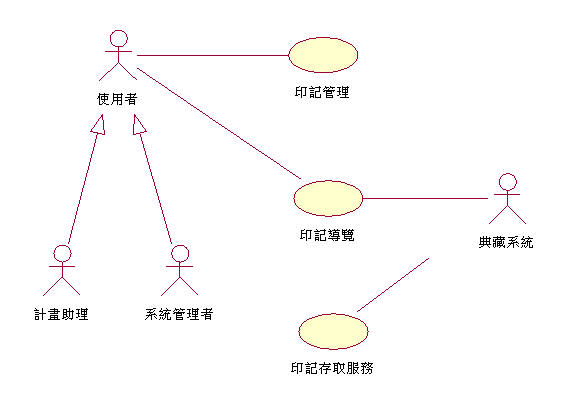 印記管理
使用者
印記導覽
典藏系統
計畫助理
系統管理者
印記存取服務